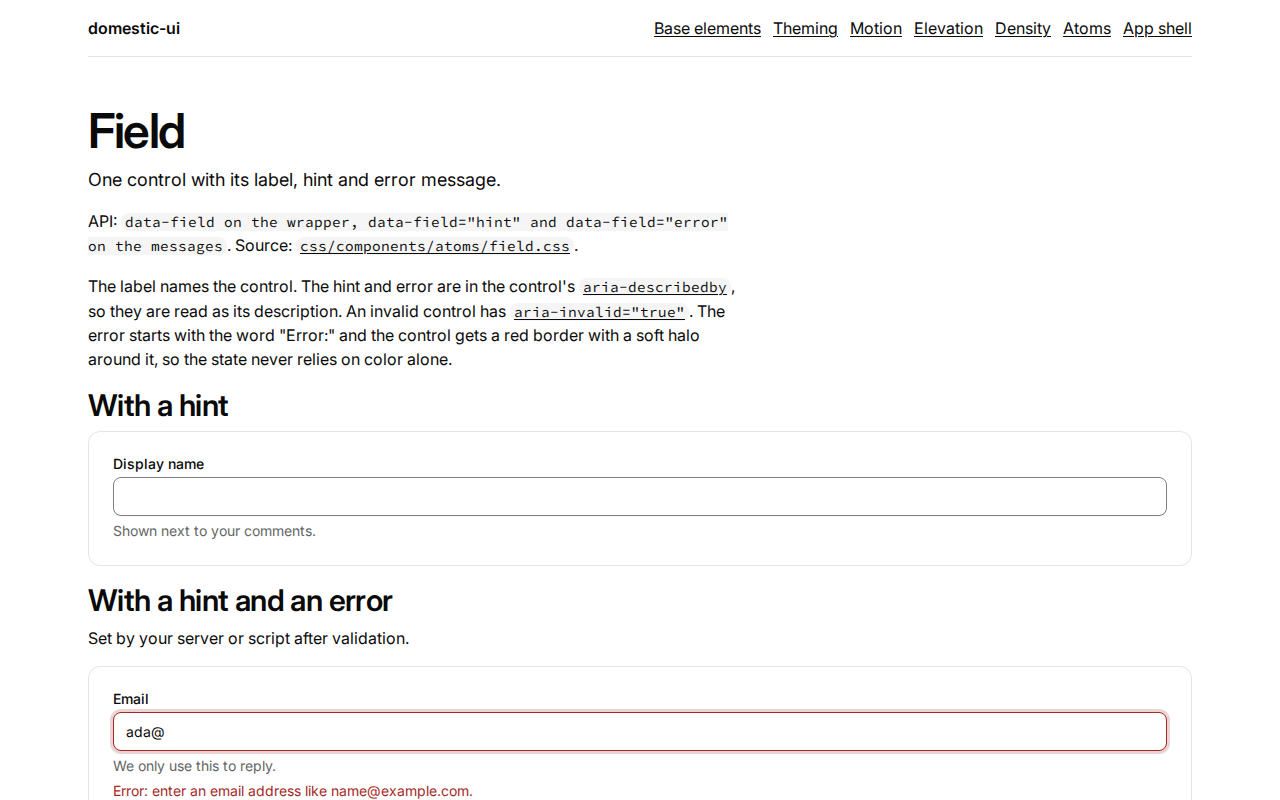 domestic-ui
Base elements Theming Motion Elevation Density Atoms App shell
Field
One control with its label, hint and error message.
API: data-field on the wrapper, data-field="hint" and data-field="error"
on the messages. Source: css/components/atoms/field.css.
The label names the control. The hint and error are in the control's aria-describedby,
so they are read as its description. An invalid control has aria-invalid="true". The
error starts with the word "Error:" and the control gets a red border with a soft halo
around it, so the state never relies on color alone.
With a hint
Display name
Shown next to your comments.
With a hint and an error
Set by your server or script after validation.
Email
ada@
We only use this to reply.
Error: enter an email address like name@example.com.